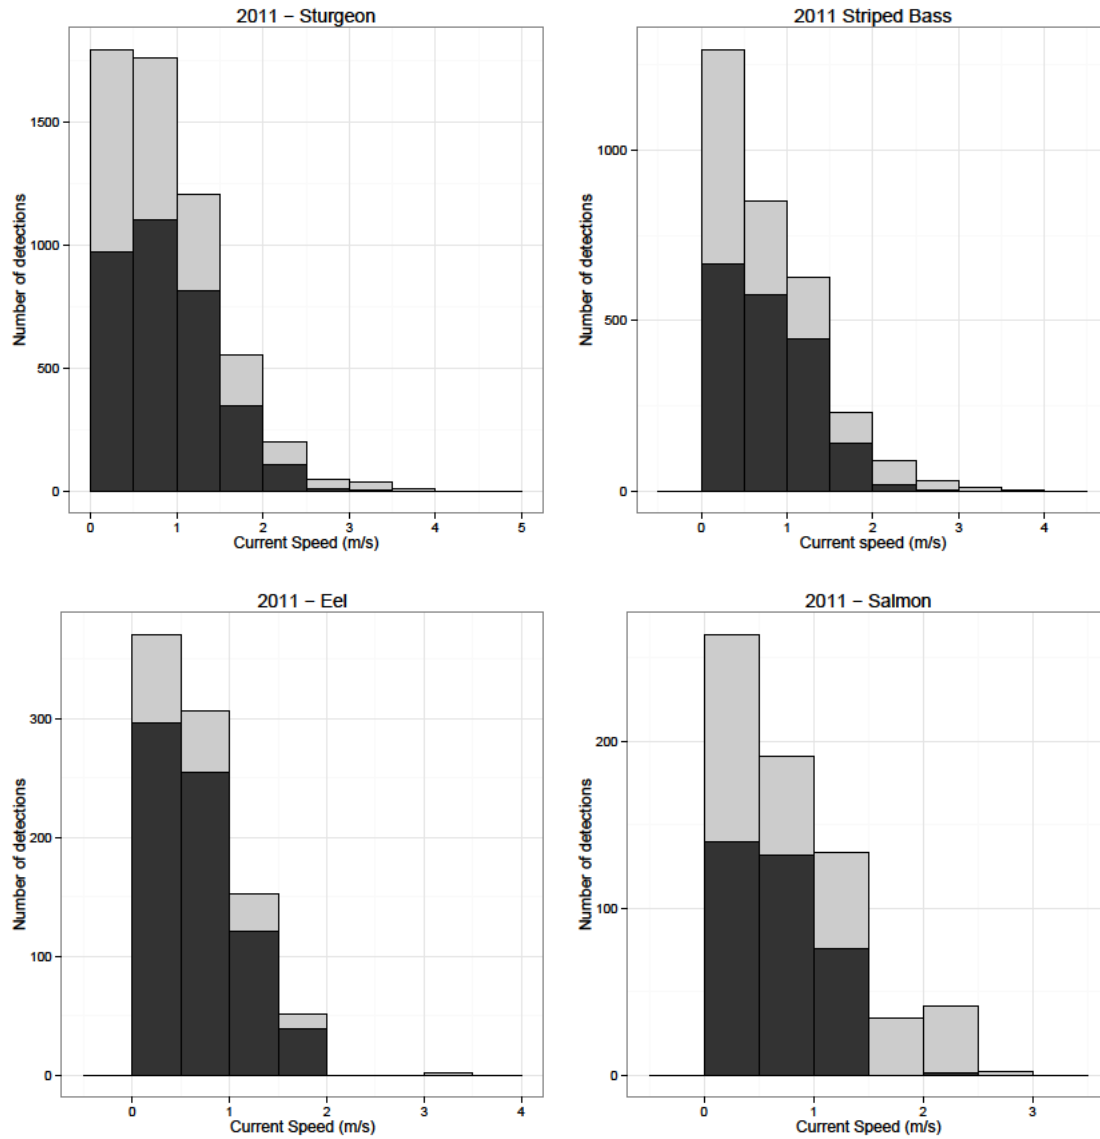 2011 − Sturgeon
Number of detections
1500
1000
500
0
0 1 2 3 4 5
Current Speed (m/s)
2011 Striped Bass
Number of detections
1000
500
0
0 1 2 3 4
Current speed (m/s)
2011 − Eel
Number of detections
300
200
100
0
0 1 2 3 4
Current Speed (m/s)
2011 − Salmon
Number of detections
200
100
0
0 1 2 3
Current Speed (m/s)